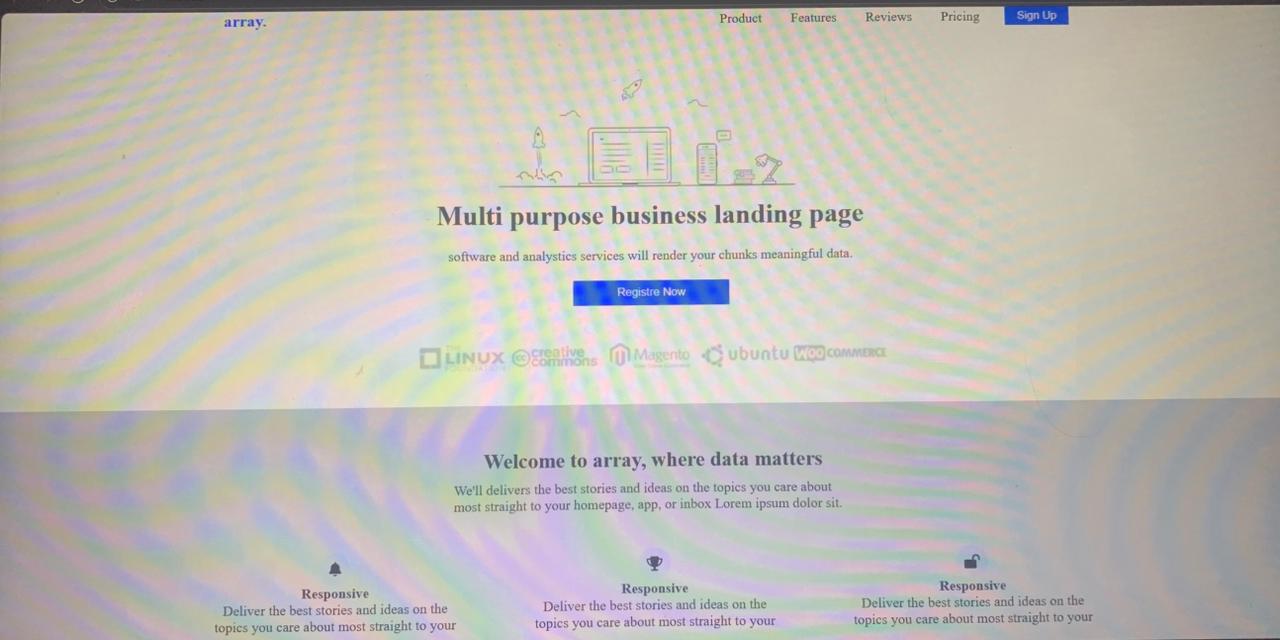 array.
Product Features Reviews Pricing Sign Up
Multi purpose business landing page
software and analystics services will render your chunks meaningful data.
Registre Now
LINUX creative commons Magento ubuntu WOO COMMERCE
Welcome to array, where data matters
We'll delivers the best stories and ideas on the topics you care about
most straight to your homepage, app, or inbox Lorem ipsum dolor sit.
Responsive
Deliver the best stories and ideas on the
topics you care about most straight to your
Responsive
Deliver the best stories and ideas on the
topics you care about most straight to your
Responsive
Deliver the best stories and ideas on the
topics you care about most straight to your